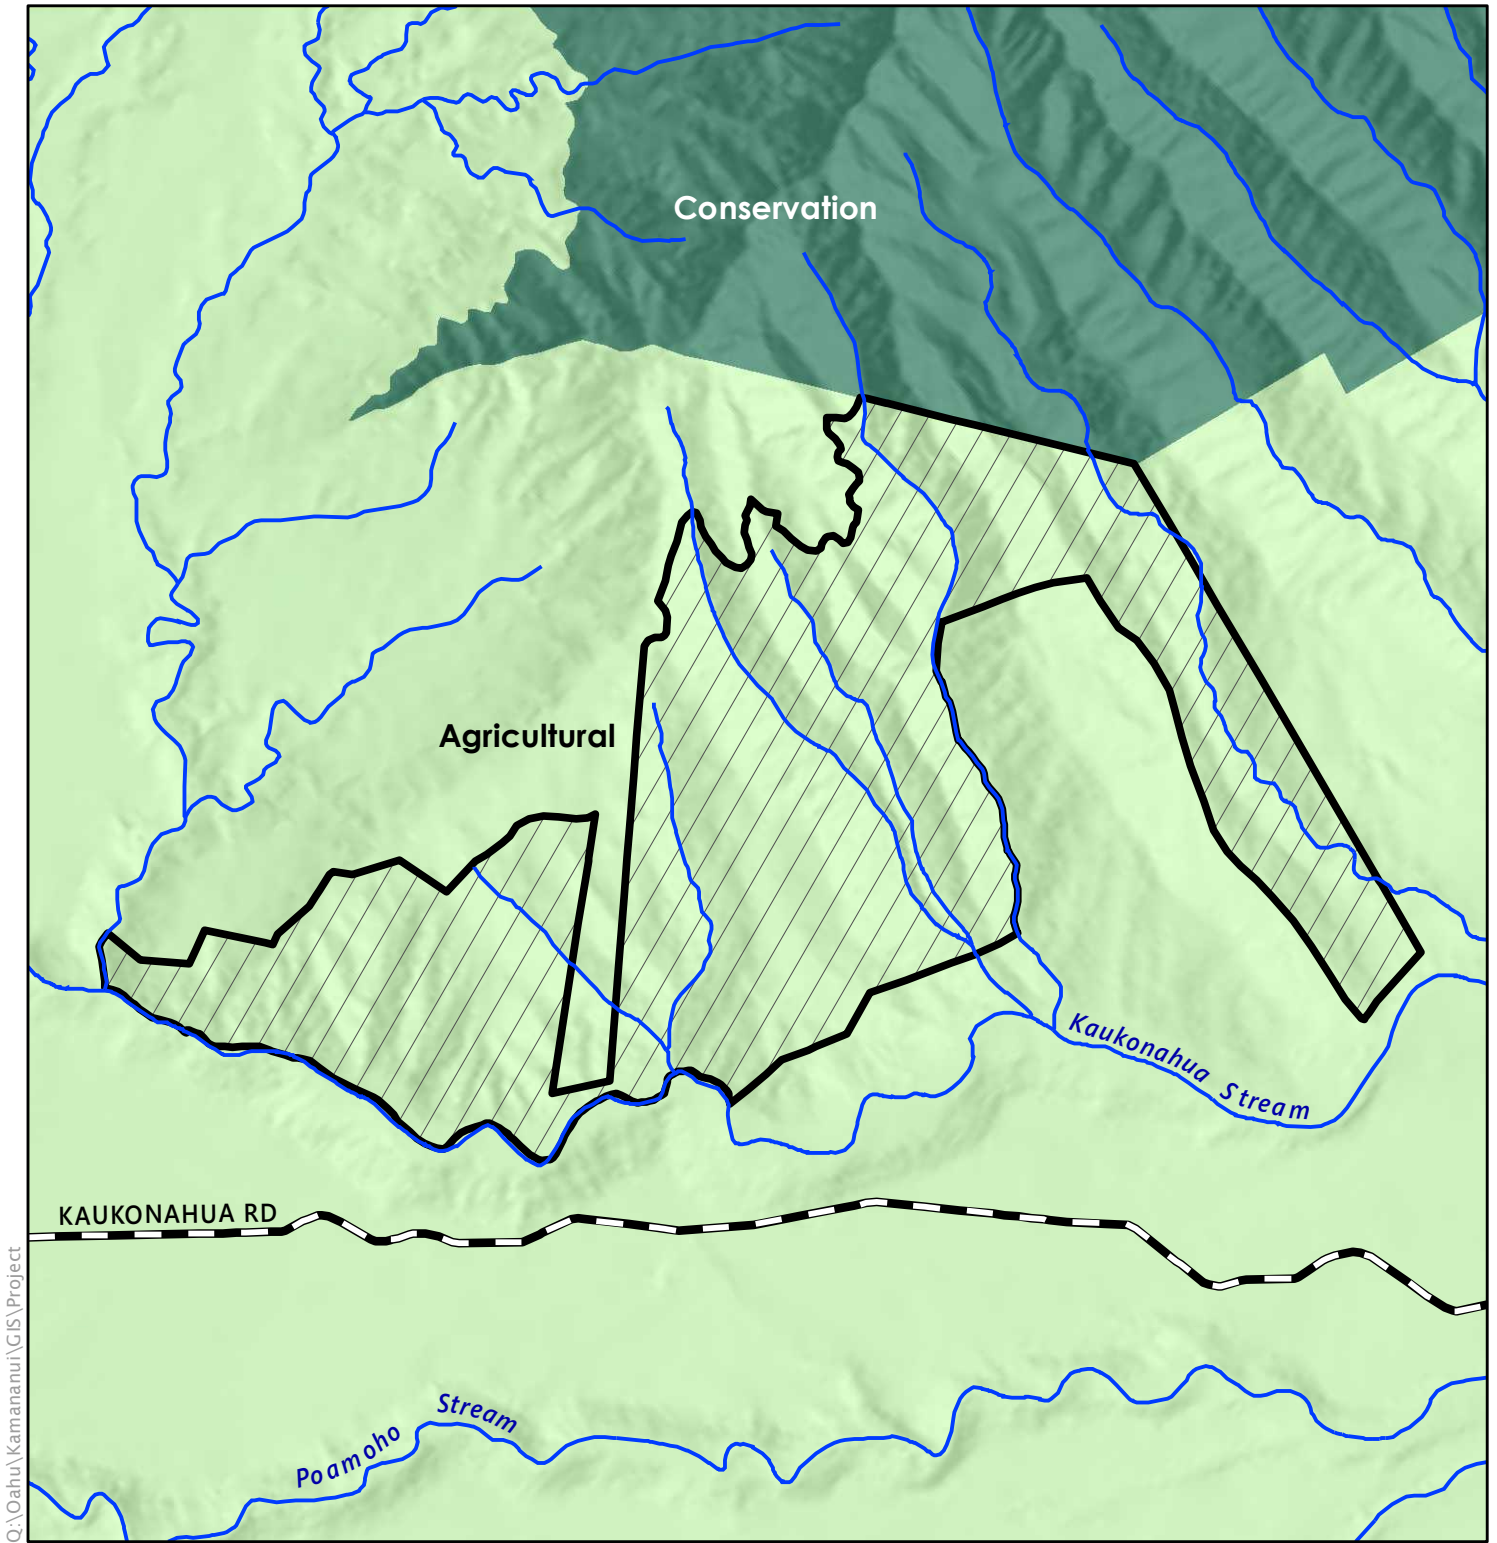 Conservation
Agricultural
Kaukonahua Stream
KAUKONAHUA RD
Poamoho Stream
Q:\Oahu\Kamananui\GIS\Project